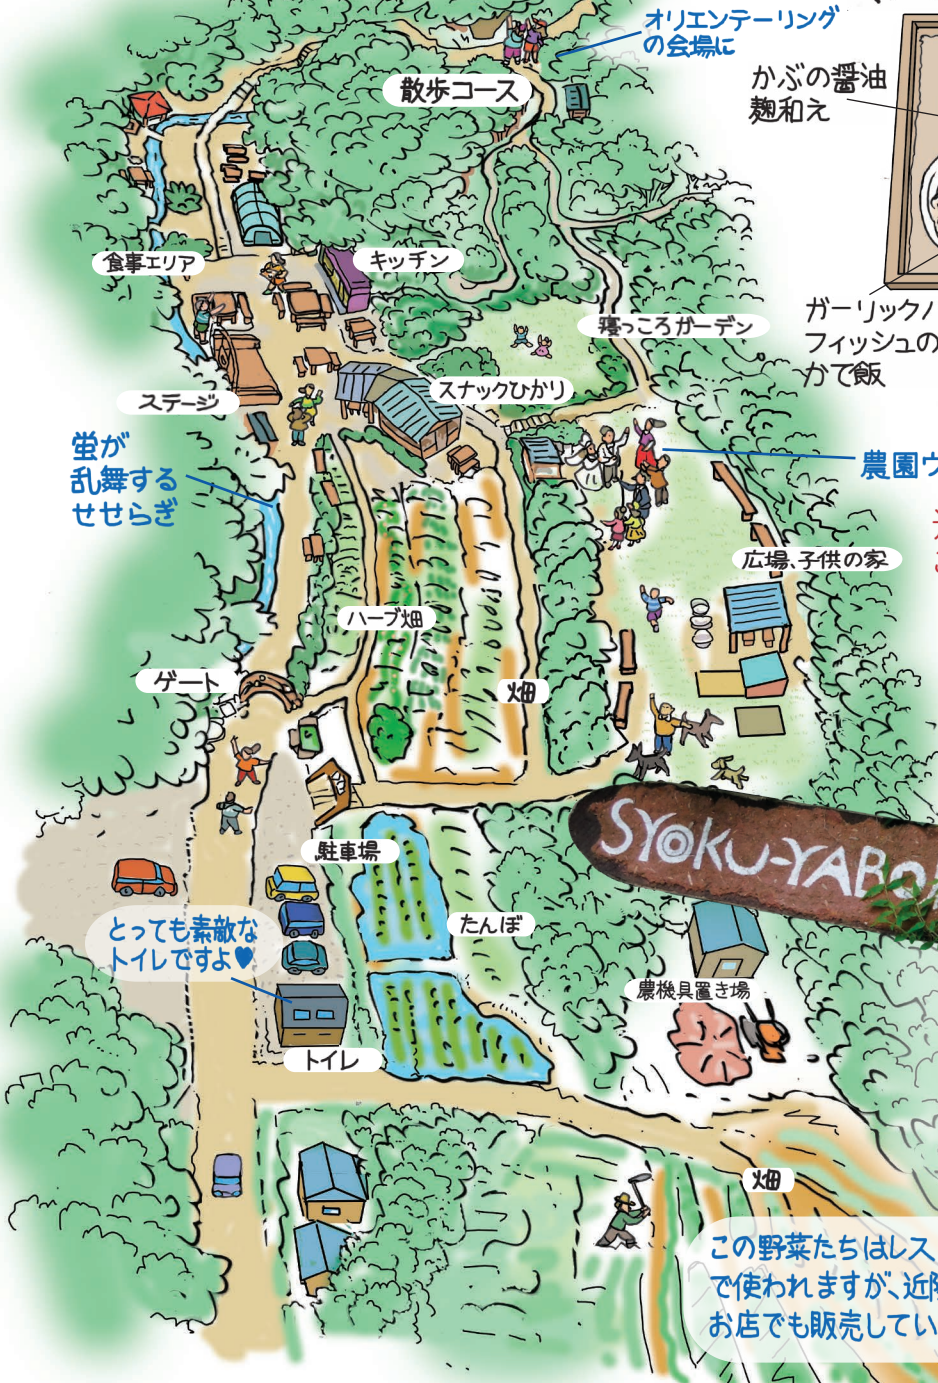 オリエンテーリング
の会場に
かぶの醤油
麹和え
散歩コース
食事エリア
キッチン
寝っころガーデン
ガーリックハ
フィッシュの
かて飯
スナックひかり
ステージ
蛍が
乱舞する
せせらぎ
農園ウ
広場、子供の家
ハーブ畑
ゲート
畑
SYOKU-YABO
駐車場
たんぼ
とっても素敵な
トイレですよ♥
農機具置き場
トイレ
畑
この野菜たちはレス
で使われますが、近隣
お店でも販売してい